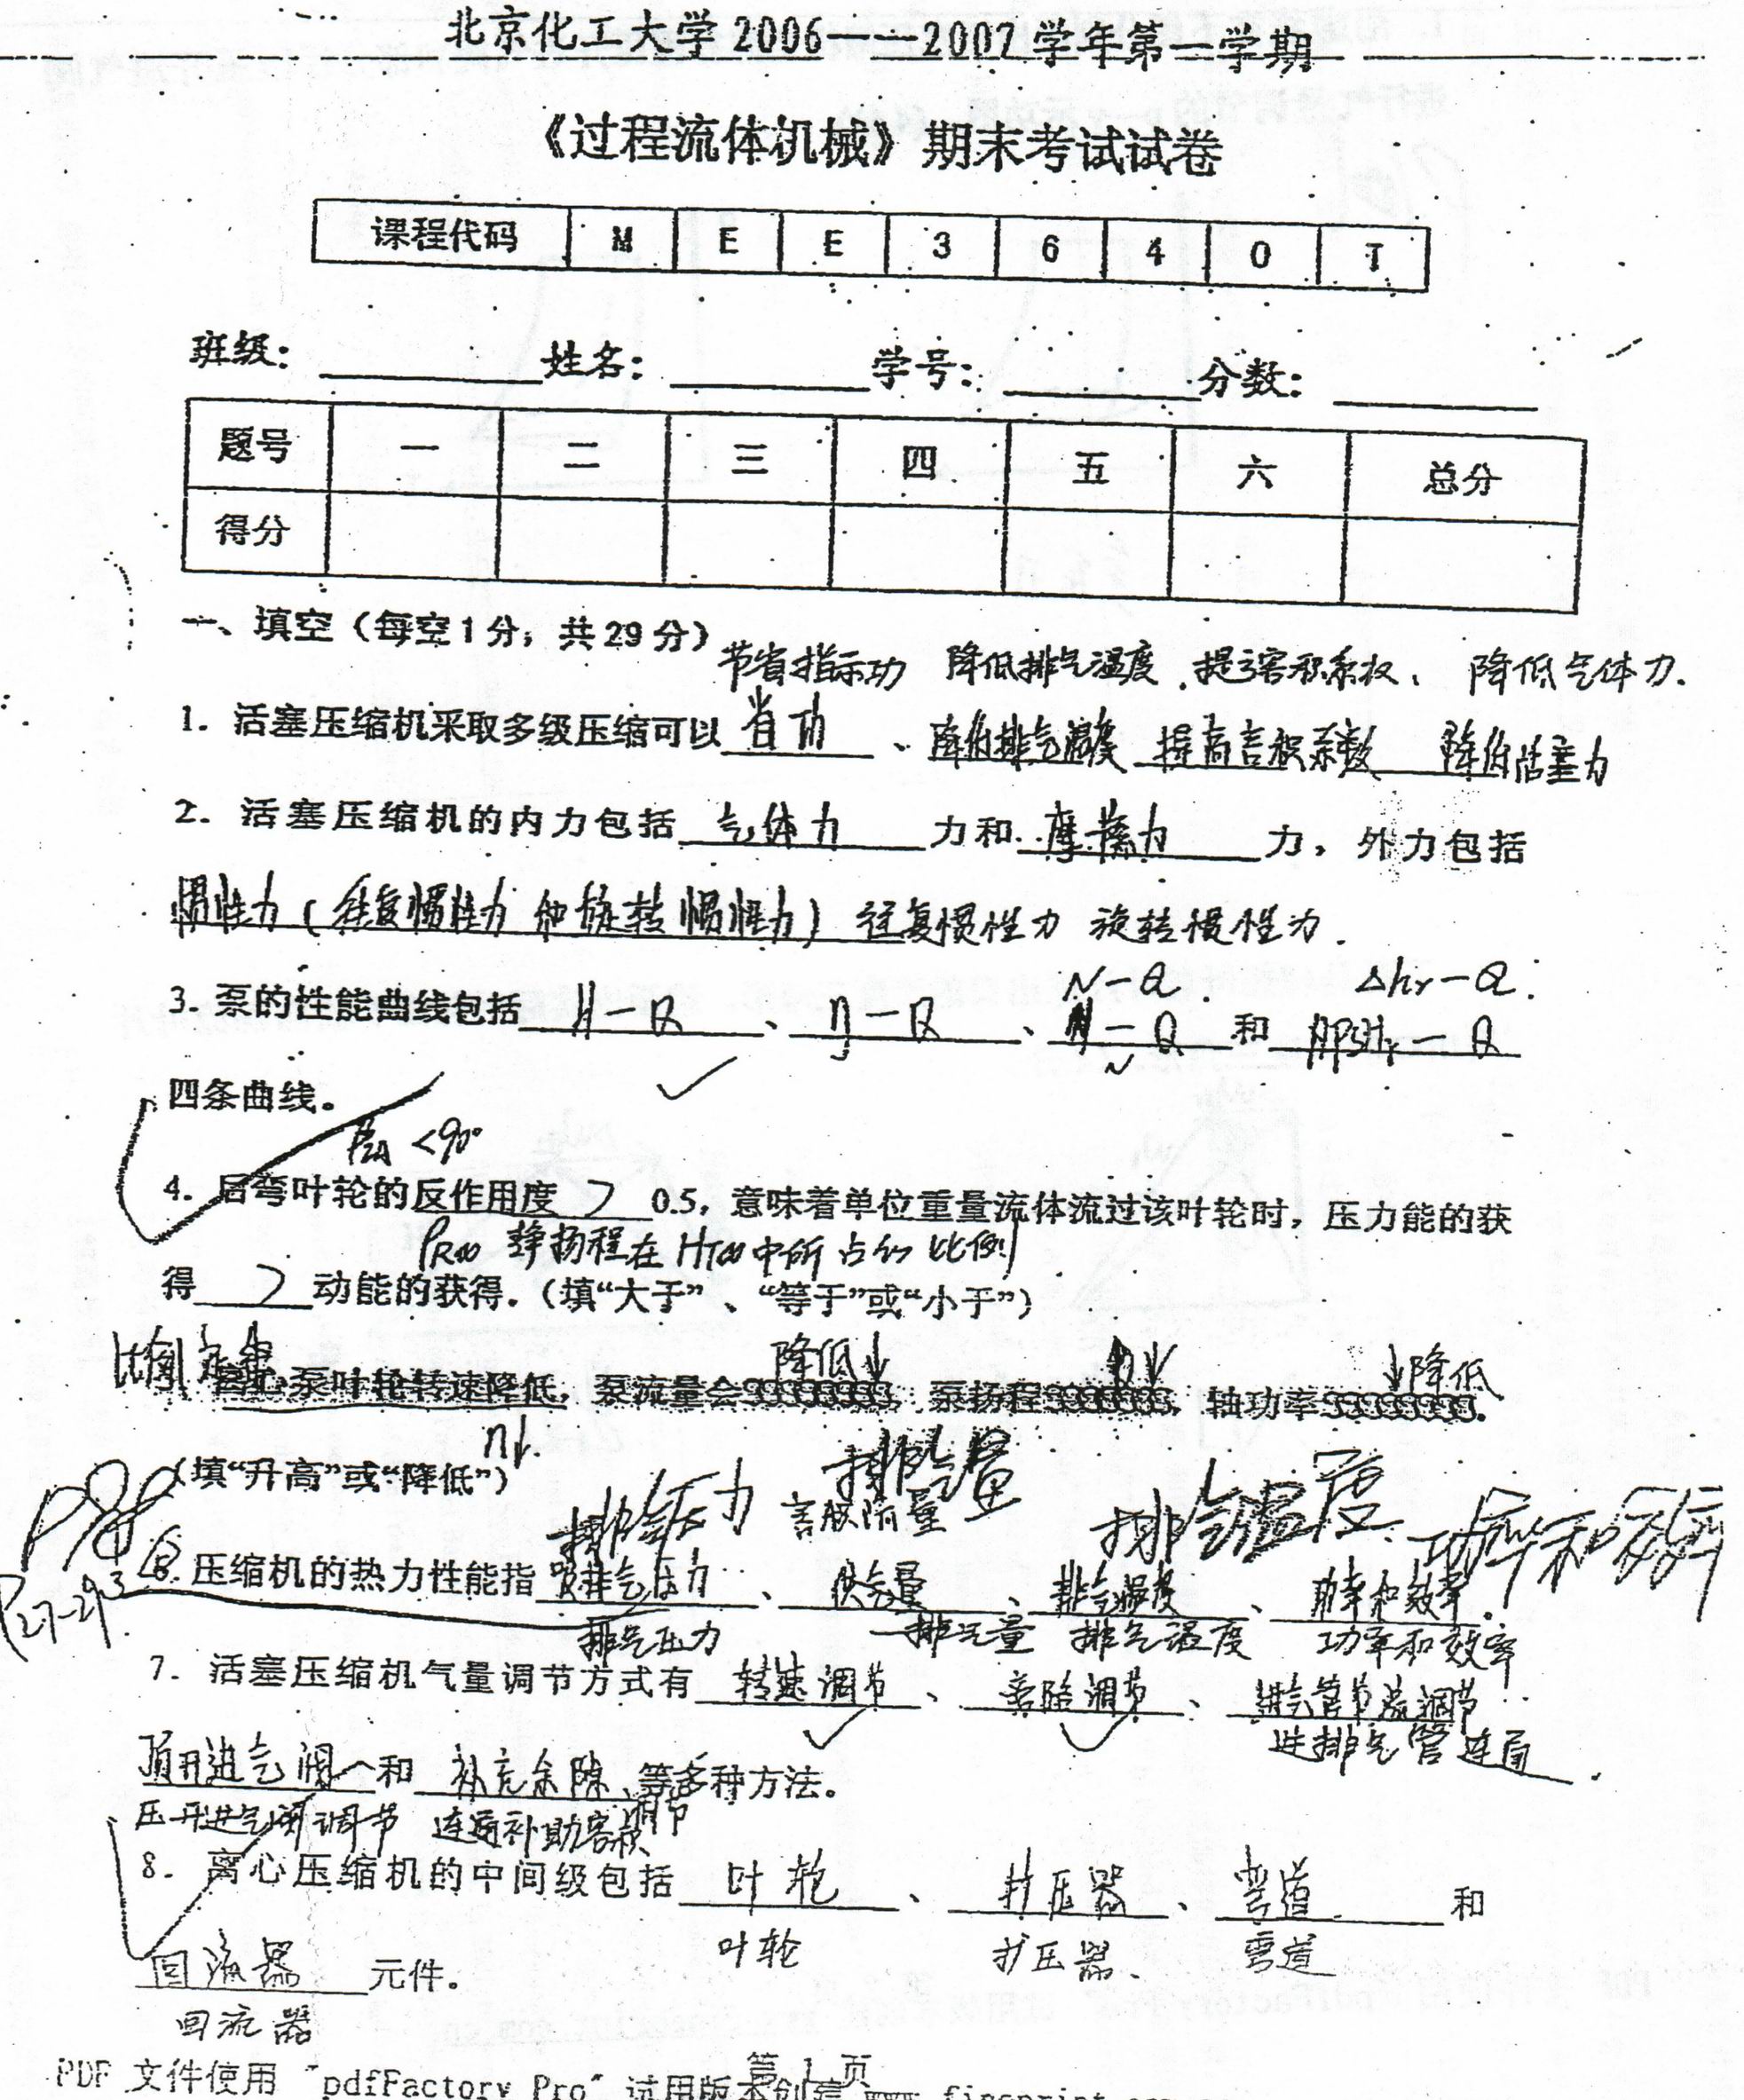 北京化工大学 2006——2007 学年第一学期
《过程流体机械》期末考试试卷
课程代码 M E E 3 6 4 0 T
班级: 姓名: 学号: 分数:
题号 一 二 三 四 五 六 总分
得分
一、填空（每空1分，共29分）
节省指示功 降低排气温度、提容积系数、降低气体力.
1. 活塞压缩机采取多级压缩可以 省功 、降低排气温度 提高容积系数 降低活塞力
2. 活塞压缩机的内力包括 气体力 力和 摩擦力 力，外力包括
惯性力（往复惯性力和旋转惯性力）往复惯性力 旋转惯性力.
N-Q. Δhr-Q.
3. 泵的性能曲线包括 H-Q 、 η-Q 、 N-Q 和 NPSHr-Q
四条曲线。
β2A <90°
4. 后弯叶轮的反作用度 > 0.5，意味着单位重量流体流过该叶轮时，压力能的获
ρR∞ 静扬程在HT∞中所占的比例
得 > 动能的获得.（填“大于”、“等于”或“小于”）
比例定律 降低↓ ↓ ↓降低
离心泵叶轮转速降低，泵流量会 ，泵扬程 ，轴功率 .
n↓.
（填“升高”或“降低”）
排气压力 排气量 排气温度 功率和效率
容积流量
P28
P27-29
6. 压缩机的热力性能指 吸排气压力 、 供气量 、 排气温度 、 功率和效率 。
排气压力 排气量 排气温度 功率和效率
7. 活塞压缩机气量调节方式有 转速调节 、 旁路调节 、 进气管节流调节
进排气管连通 、
顶开进气阀 和 补充余隙 等多种方法。
压开进气阀调节 连通补助容积 调节
8. 离心压缩机的中间级包括 叶轮 、 扩压器 、 弯道 和
叶轮 扩压器、 弯道
回流器 元件。
回流器
第 1 页
PDF 文件使用 "pdfFactory Pro" 试用版本创建